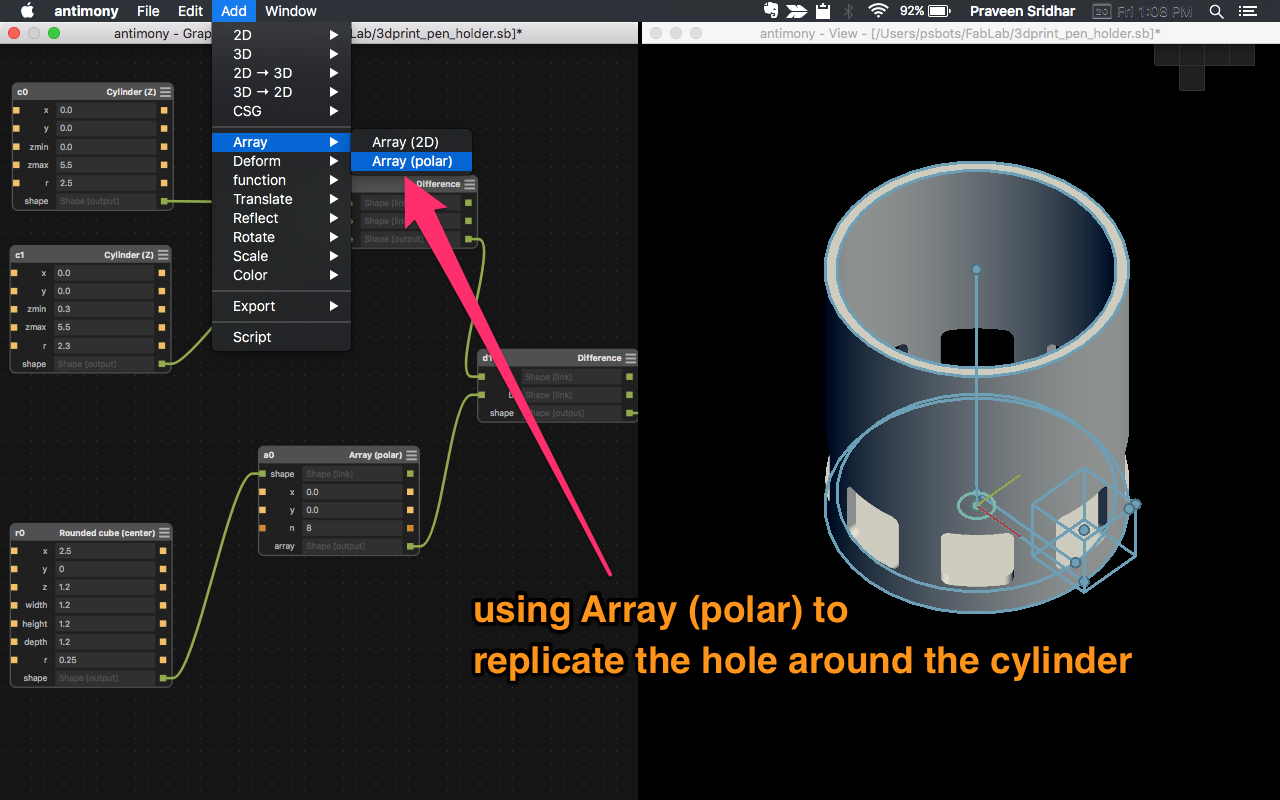 antimony File Edit Add Window 92% Praveen Sridhar 20 Fri 1:08 PM
antimony - Grap
Lab/3dprint_pen_holder.sb]*
antimony - View - [/Users/psbots/FabLab/3dprint_pen_holder.sb]*
2D
3D
2D → 3D
3D → 2D
CSG
Array
Deform
function
Translate
Reflect
Rotate
Scale
Color
Export
Script
Array (2D)
Array (polar)
c0 Cylinder (Z)
x 0.0
y 0.0
zmin 0.0
zmax 5.5
r 2.5
shape Shape [output]
c1 Cylinder (Z)
x 0.0
y 0.0
zmin 0.3
zmax 5.5
r 2.3
shape Shape [output]
Difference
Shape [link]
Shape [output]
Difference
Shape [link]
Shape [link]
shape Shape [output]
a0 Array (polar)
shape Shape [link]
x 0.0
y 0.0
n 8
array Shape [output]
r0 Rounded cube (center)
x 2.5
y 0
z 1.2
width 1.2
height 1.2
depth 1.2
r 0.25
shape Shape [output]
using Array (polar) to
replicate the hole around the cylinder